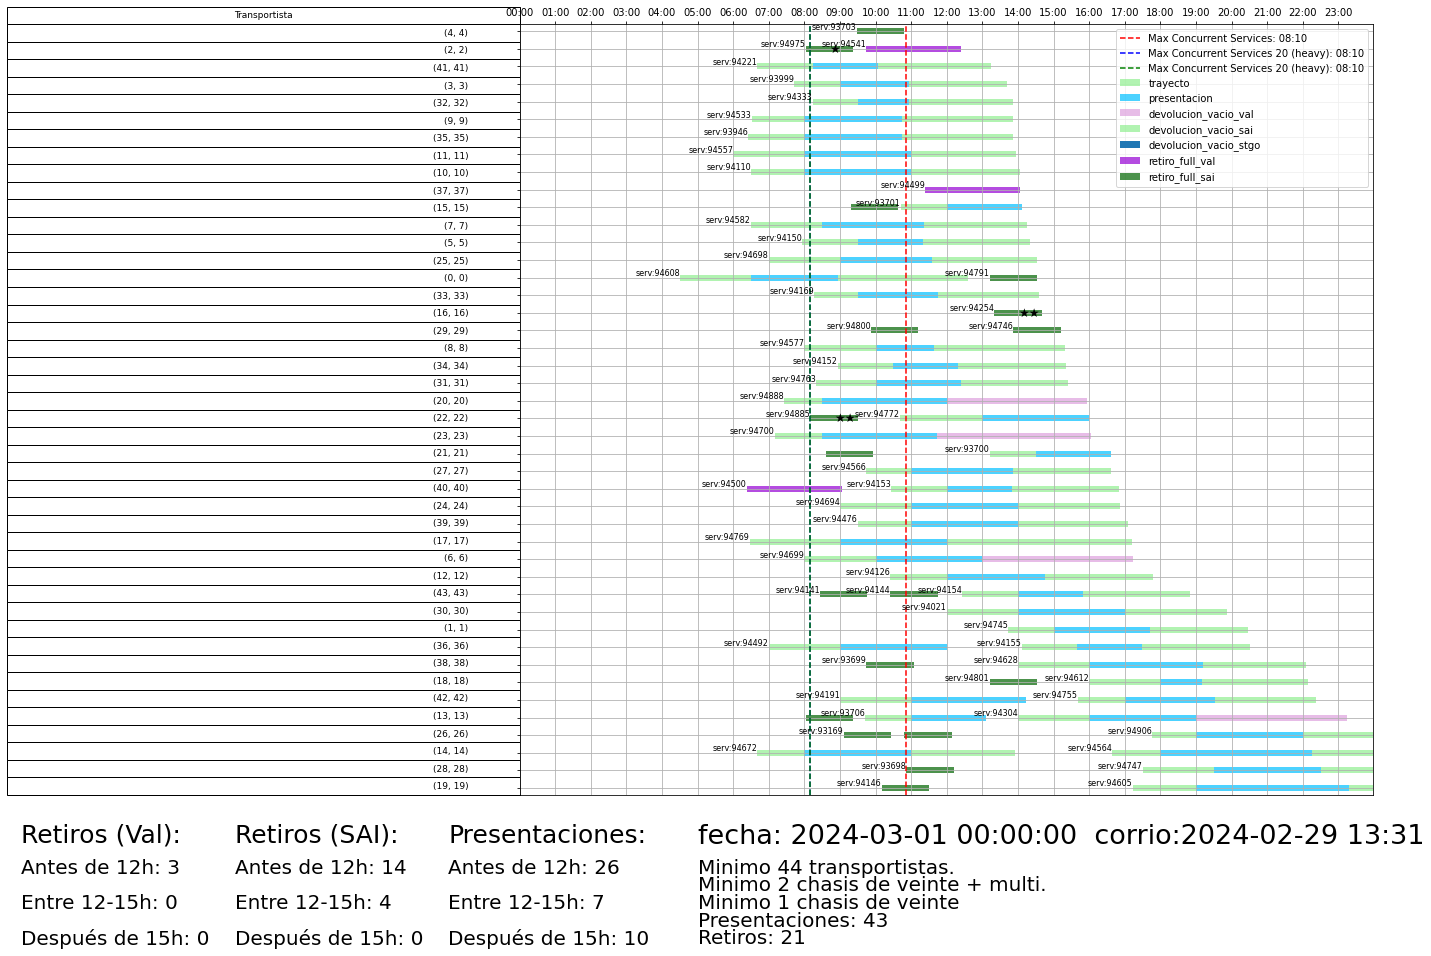 Transportista
00:00 01:00 02:00 03:00 04:00 05:00 06:00 07:00 08:00 09:00 10:00 11:00 12:00 13:00 14:00 15:00 16:00 17:00 18:00 19:00 20:00 21:00 22:00 23:00
(4, 4) serv:93703
(2, 2) serv:94975 serv:94541
(41, 41) serv:94221
(3, 3) serv:93999
(32, 32) serv:94333
(9, 9) serv:94533
(35, 35) serv:93946
(11, 11) serv:94557
(10, 10) serv:94110
(37, 37) serv:94499
(15, 15) serv:93701
(7, 7) serv:94582
(5, 5) serv:94150
(25, 25) serv:94698
(0, 0) serv:94608 serv:94791
(33, 33) serv:94169
(16, 16) serv:94254
(29, 29) serv:94800 serv:94746
(8, 8) serv:94577
(34, 34) serv:94152
(31, 31) serv:94763
(20, 20) serv:94888
(22, 22) serv:94885 serv:94772
(23, 23) serv:94700
(21, 21) serv:93700
(27, 27) serv:94566
(40, 40) serv:94500 serv:94153
(24, 24) serv:94694
(39, 39) serv:94476
(17, 17) serv:94769
(6, 6) serv:94699
(12, 12) serv:94126
(43, 43) serv:94141 serv:94144 serv:94154
(30, 30) serv:94021
(1, 1) serv:94745
(36, 36) serv:94492 serv:94155
(38, 38) serv:93699 serv:94628
(18, 18) serv:94801 serv:94612
(42, 42) serv:94191 serv:94755
(13, 13) serv:93706 serv:94304
(26, 26) serv:93169 serv:94906
(14, 14) serv:94672 serv:94564
(28, 28) serv:93698 serv:94747
(19, 19) serv:94146 serv:94605
Max Concurrent Services: 08:10
Max Concurrent Services 20 (heavy): 08:10
Max Concurrent Services 20 (heavy): 08:10
trayecto
presentacion
devolucion_vacio_val
devolucion_vacio_sai
devolucion_vacio_stgo
retiro_full_val
retiro_full_sai
Retiros (Val):
Antes de 12h: 3
Entre 12-15h: 0
Después de 15h: 0
Retiros (SAI):
Antes de 12h: 14
Entre 12-15h: 4
Después de 15h: 0
Presentaciones:
Antes de 12h: 26
Entre 12-15h: 7
Después de 15h: 10
fecha: 2024-03-01 00:00:00 corrio:2024-02-29 13:31
Minimo 44 transportistas.
Minimo 2 chasis de veinte + multi.
Minimo 1 chasis de veinte
Presentaciones: 43
Retiros: 21